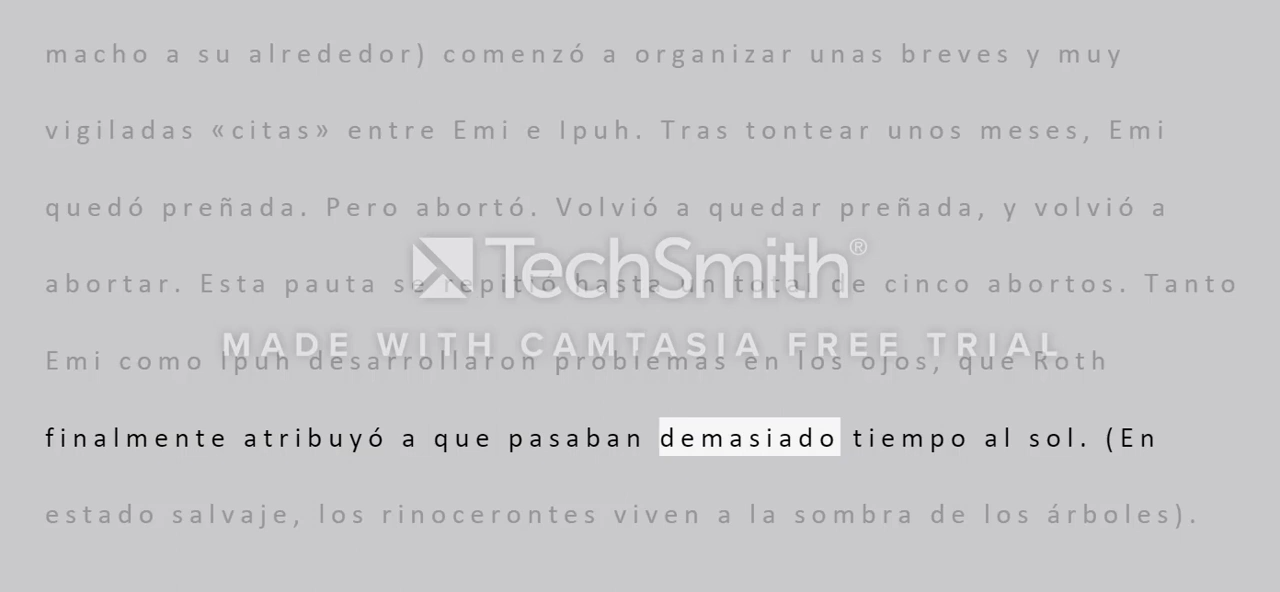 macho a su alrededor) comenzó a organizar unas breves y muy
vigiladas «citas» entre Emi e Ipuh. Tras tontear unos meses, Emi
quedó preñada. Pero abortó. Volvió a quedar preñada, y volvió a
abortar. Esta pauta se repitió hasta un total de cinco abortos. Tanto
TechSmith®
MADE WITH CAMTASIA FREE TRIAL
Emi como Ipuh desarrollaron problemas en los ojos, que Roth
finalmente atribuyó a que pasaban demasiado tiempo al sol. (En
estado salvaje, los rinocerontes viven a la sombra de los árboles).